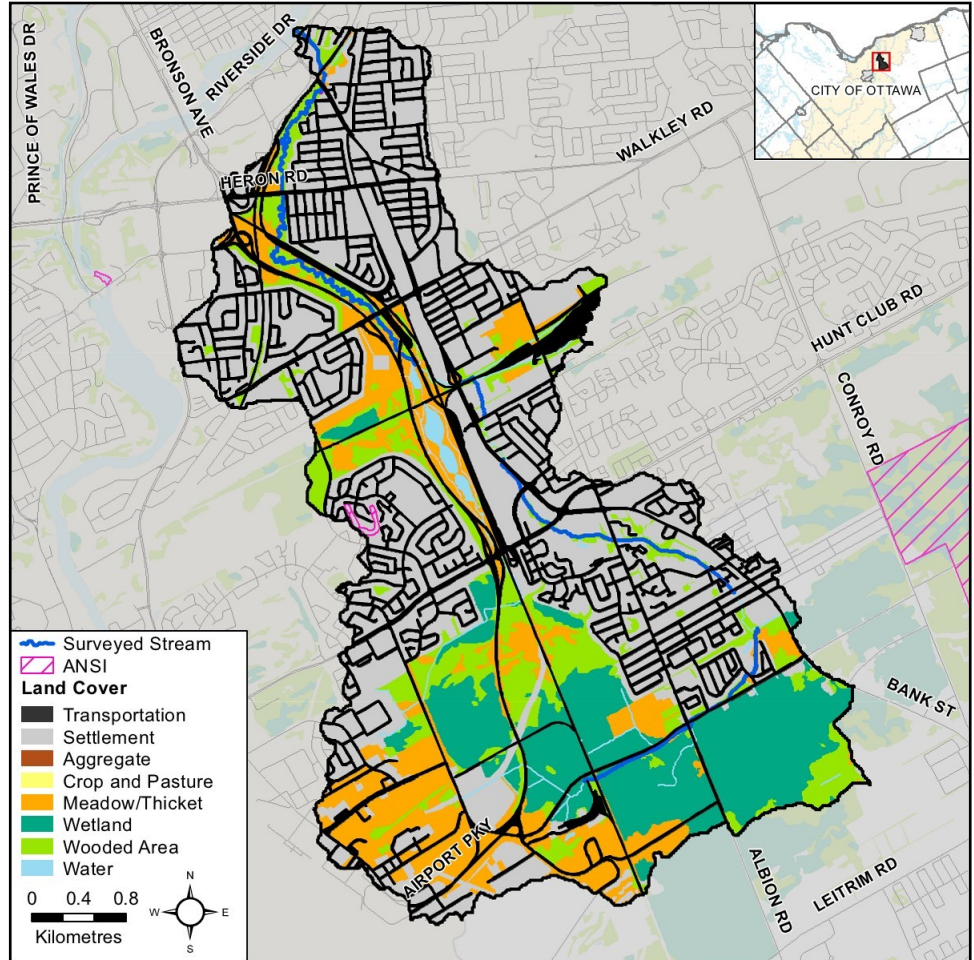 PRINCE OF WALES DR
BRONSON AVE
RIVERSIDE DR
CITY OF OTTAWA
WALKLEY RD
HERON RD
HUNT CLUB RD
CONROY RD
BANK ST
AIRPORT PKY
ALBION RD
LEITRIM RD
Surveyed Stream
ANSI
Land Cover
Transportation
Settlement
Aggregate
Crop and Pasture
Meadow/Thicket
Wetland
Wooded Area
Water
0 0.4 0.8
Kilometres
N
W E
S